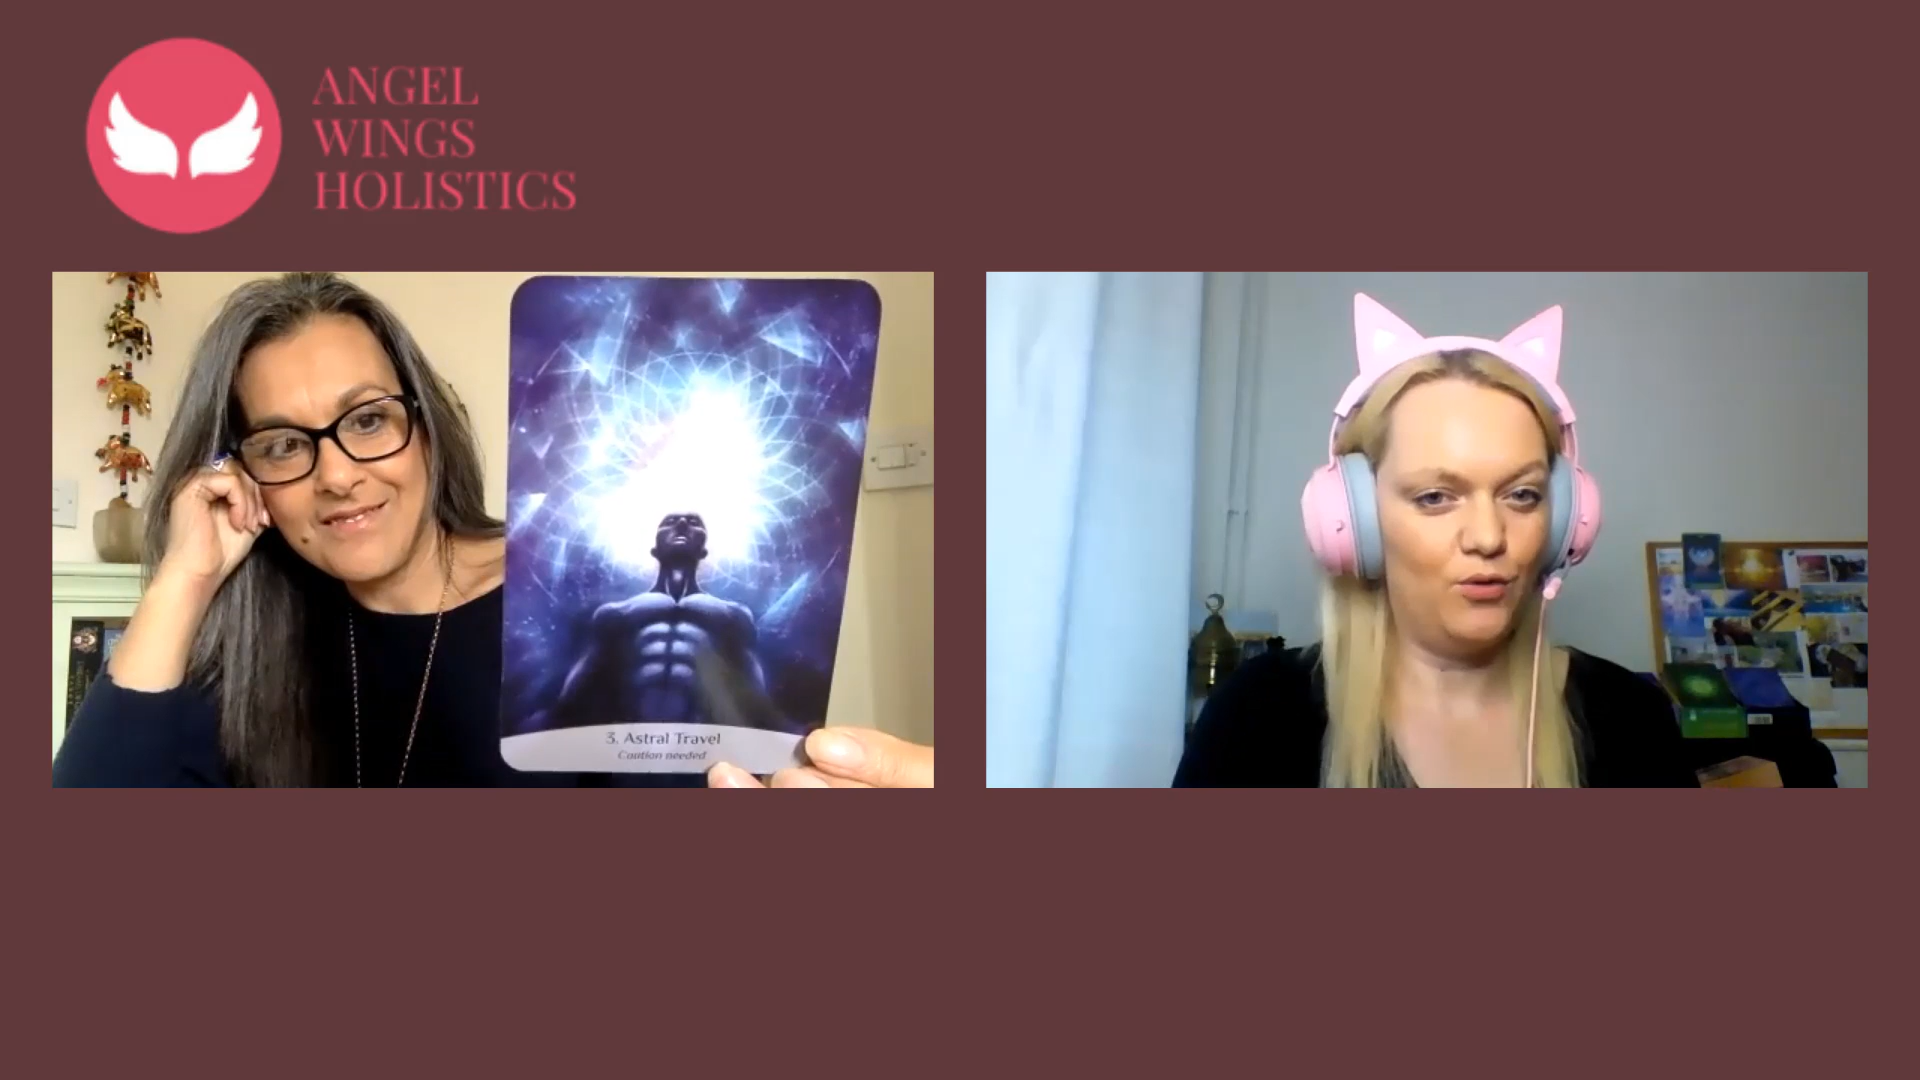 ANGEL
WINGS
HOLISTICS
3. Astral Travel
Caution needed